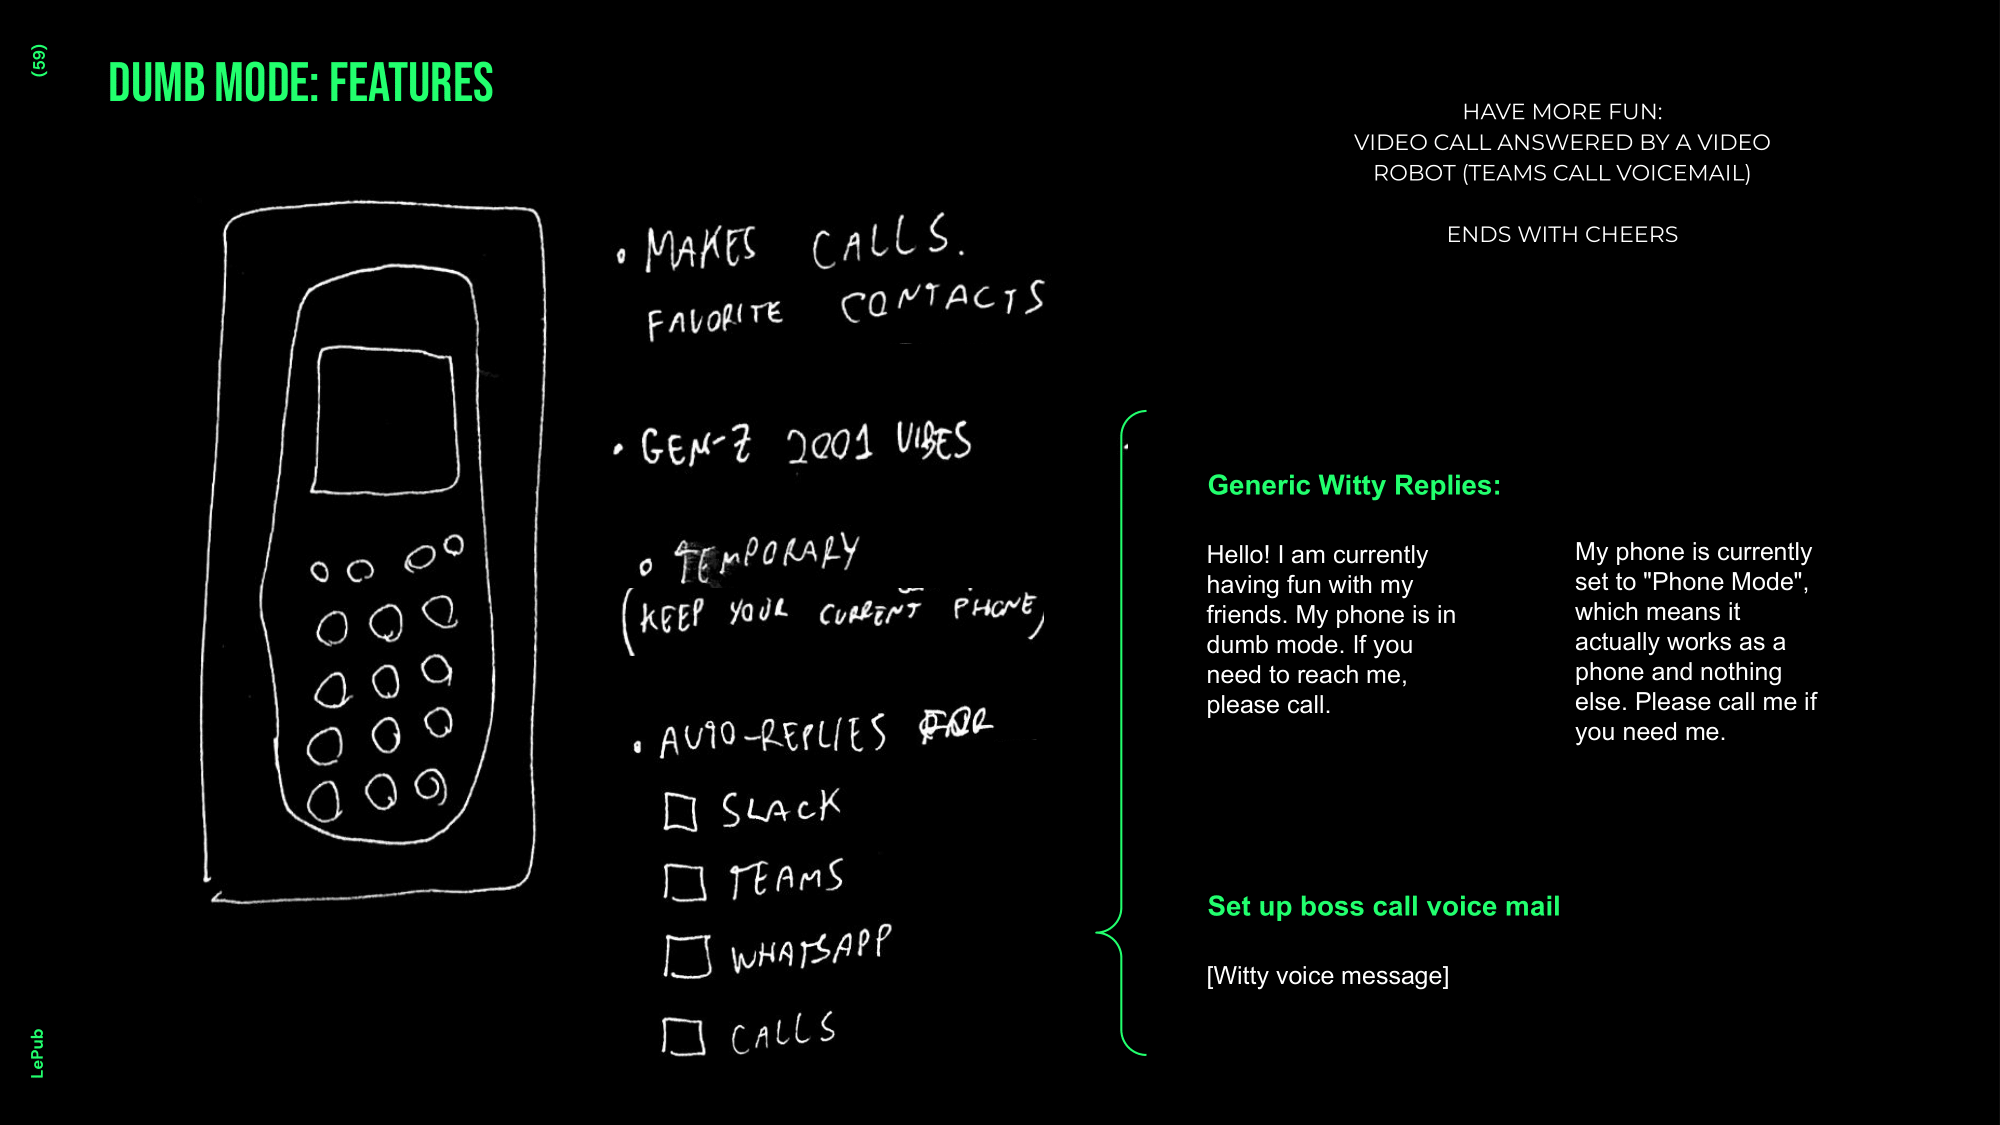 (59)
DUMB MODE: FEATURES
HAVE MORE FUN:
VIDEO CALL ANSWERED BY A VIDEO
ROBOT (TEAMS CALL VOICEMAIL)
ENDS WITH CHEERS
• MAKES CALLS.
FAVORITE CONTACTS
• GEN-Z 2001 VIBES
• TEMPORARY
(KEEP YOUR CURRENT PHONE)
• AUTO-REPLIES FOR
SLACK
TEAMS
WHATSAPP
CALLS
Generic Witty Replies:
Hello! I am currently
having fun with my
friends. My phone is in
dumb mode. If you
need to reach me,
please call.
My phone is currently
set to "Phone Mode",
which means it
actually works as a
phone and nothing
else. Please call me if
you need me.
Set up boss call voice mail
[Witty voice message]
LePub